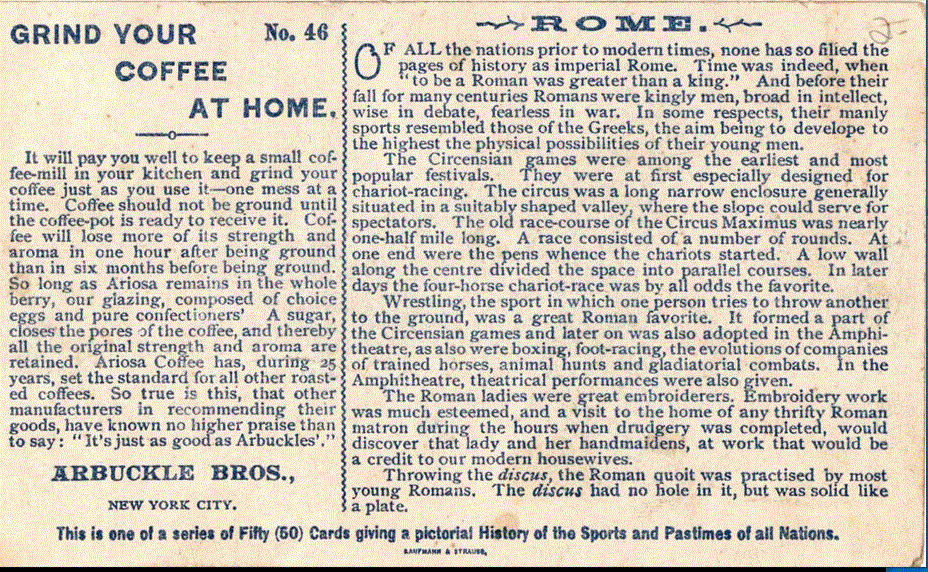 GRIND YOUR No. 46
COFFEE
AT HOME.
It will pay you well to keep a small cof-
fee-mill in your kitchen and grind your
coffee just as you use it—one mess at a
time. Coffee should not be ground until
the coffee-pot is ready to receive it. Cof-
fee will lose more of its strength and
aroma in one hour after being ground
than in six months before being ground.
So long as Ariosa remains in the whole
berry, our glazing, composed of choice
eggs and pure confectioners' A sugar,
closes the pores of the coffee, and thereby
all the original strength and aroma are
retained. Ariosa Coffee has, during 25
years, set the standard for all other roast-
ed coffees. So true is this, that other
manufacturers in recommending their
goods, have known no higher praise than
to say: "It's just as good as Arbuckles'."
ARBUCKLE BROS.,
NEW YORK CITY.
ROME.
OF ALL the nations prior to modern times, none has so filled the
pages of history as imperial Rome. Time was indeed, when
"to be a Roman was greater than a king." And before their
fall for many centuries Romans were kingly men, broad in intellect,
wise in debate, fearless in war. In some respects, their manly
sports resembled those of the Greeks, the aim being to develope to
the highest the physical possibilities of their young men.
The Circensian games were among the earliest and most
popular festivals. They were at first especially designed for
chariot-racing. The circus was a long narrow enclosure generally
situated in a suitably shaped valley, where the slope could serve for
spectators. The old race-course of the Circus Maximus was nearly
one-half mile long. A race consisted of a number of rounds. At
one end were the pens whence the chariots started. A low wall
along the centre divided the space into parallel courses. In later
days the four-horse chariot-race was by all odds the favorite.
Wrestling, the sport in which one person tries to throw another
to the ground, was a great Roman favorite. It formed a part of
the Circensian games and later on was also adopted in the Amphi-
theatre, as also were boxing, foot-racing, the evolutions of companies
of trained horses, animal hunts and gladiatorial combats. In the
Amphitheatre, theatrical performances were also given.
The Roman ladies were great embroiderers. Embroidery work
was much esteemed, and a visit to the home of any thrifty Roman
matron during the hours when drudgery was completed, would
discover that lady and her handmaidens, at work that would be
a credit to our modern housewives.
Throwing the discus, the Roman quoit was practised by most
young Romans. The discus had no hole in it, but was solid like
a plate.
This is one of a series of Fifty (50) Cards giving a pictorial History of the Sports and Pastimes of all Nations.
KAUFMANN & STRAUSS,